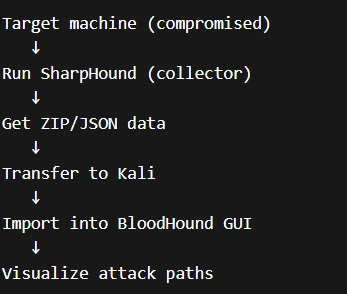 Target machine (compromised)
↓
Run SharpHound (collector)
↓
Get ZIP/JSON data
↓
Transfer to Kali
↓
Import into BloodHound GUI
↓
Visualize attack paths